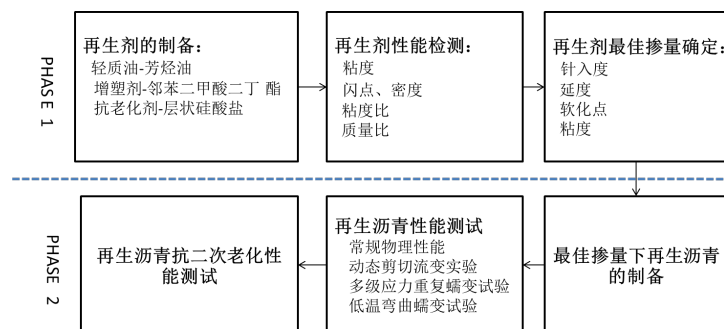 PHASE 1
再生剂的制备：
轻质油-芳烃油
增塑剂-邻苯二甲酸二丁 酯
抗老化剂-层状硅酸盐
再生剂性能检测：
粘度
闪点、密度
粘度比
质量比
再生剂最佳掺量确定：
针入度
延度
软化点
粘度
PHASE 2
再生沥青抗二次老化性
能测试
再生沥青性能测试
常规物理性能
动态剪切流变实验
多级应力重复蠕变试验
低温弯曲蠕变试验
最佳掺量下再生沥青
的制备